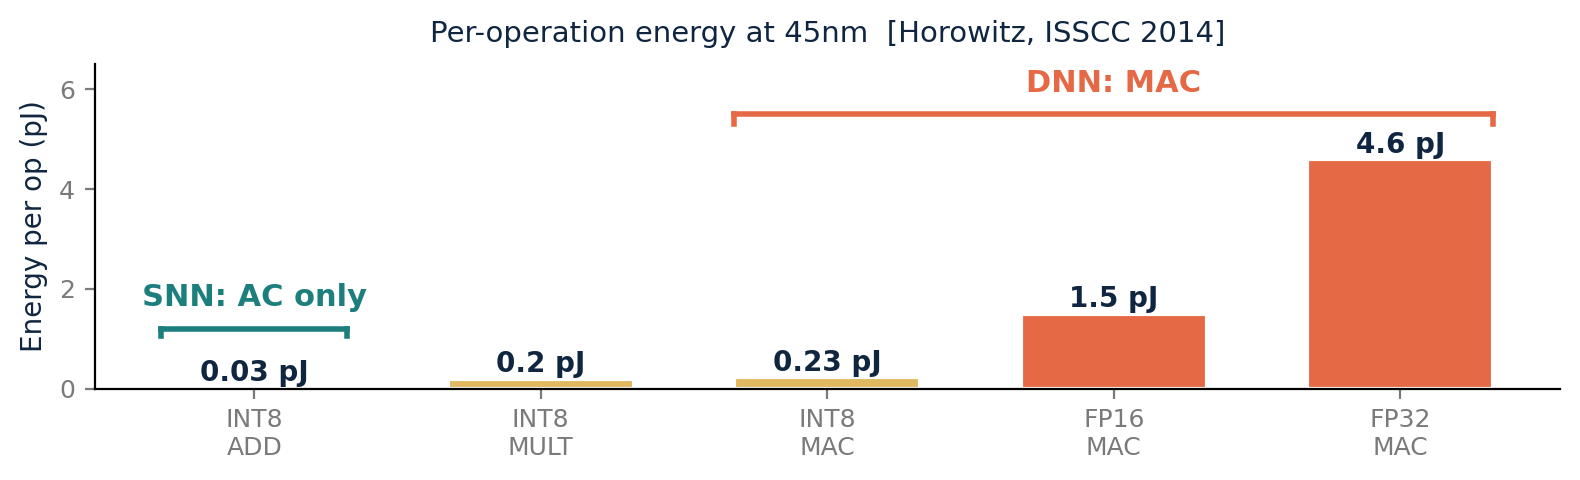 Per-operation energy at 45nm  [Horowitz, ISSCC 2014]
Energy per op (pJ)
6
4
2
0
DNN: MAC
SNN: AC only
0.03 pJ
0.2 pJ
0.23 pJ
1.5 pJ
4.6 pJ
INT8
ADD
INT8
MULT
INT8
MAC
FP16
MAC
FP32
MAC